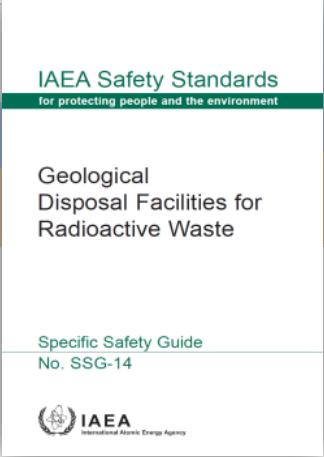 IAEA Safety Standards
for protecting people and the environment
Geological
Disposal Facilities for
Radioactive Waste
Specific Safety Guide
No. SSG-14
IAEA
International Atomic Energy Agency